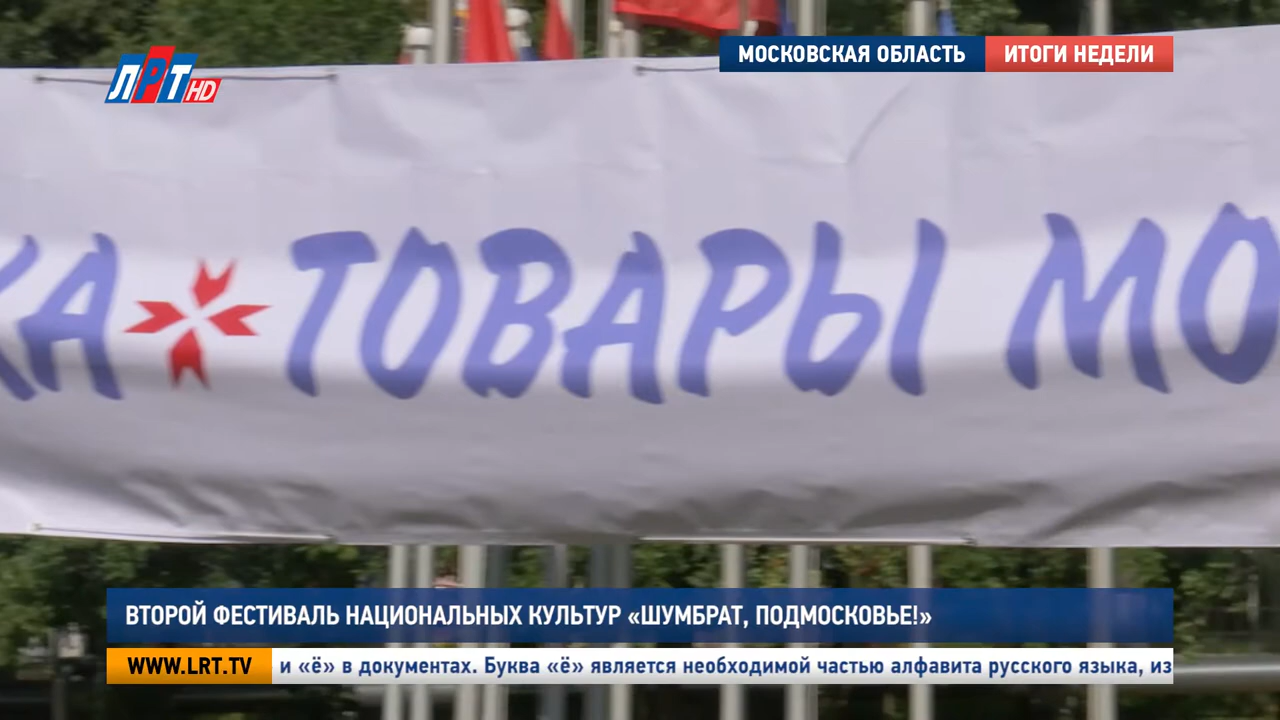 ЛРТ HD
МОСКОВСКАЯ ОБЛАСТЬ ИТОГИ НЕДЕЛИ
КА ТОВАРЫ МО
ВТОРОЙ ФЕСТИВАЛЬ НАЦИОНАЛЬНЫХ КУЛЬТУР «ШУМБРАТ, ПОДМОСКОВЬЕ!»
WWW.LRT.TV и «ё» в документах. Буква «ё» является необходимой частью алфавита русского языка, из